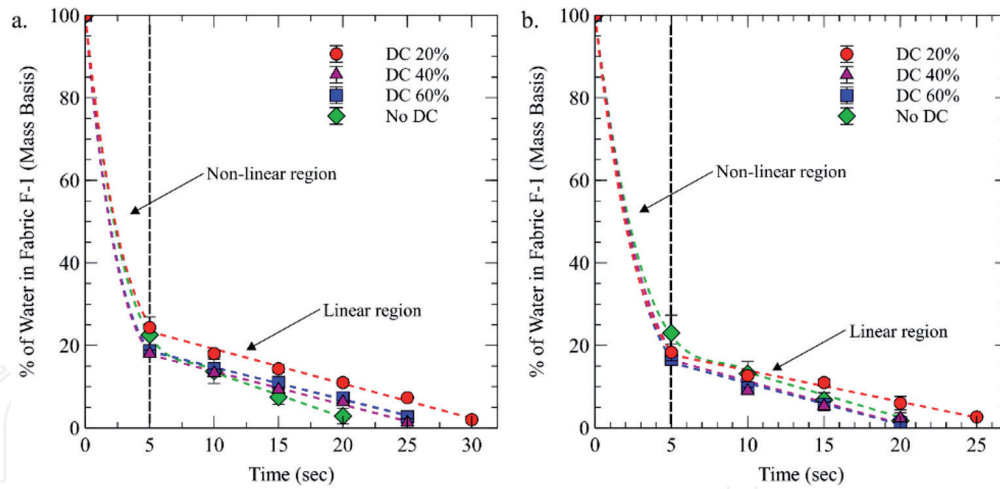 a.
100
80
60
40
20
0
% of Water in Fabric F-1 (Mass Basis)
DC 20%
DC 40%
DC 60%
No DC
Non-linear region
Linear region
0 5 10 15 20 25 30
Time (sec)
b.
100
80
60
40
20
0
% of Water in Fabric F-1 (Mass Basis)
DC 20%
DC 40%
DC 60%
No DC
Non-linear region
Linear region
0 5 10 15 20 25
Time (sec)